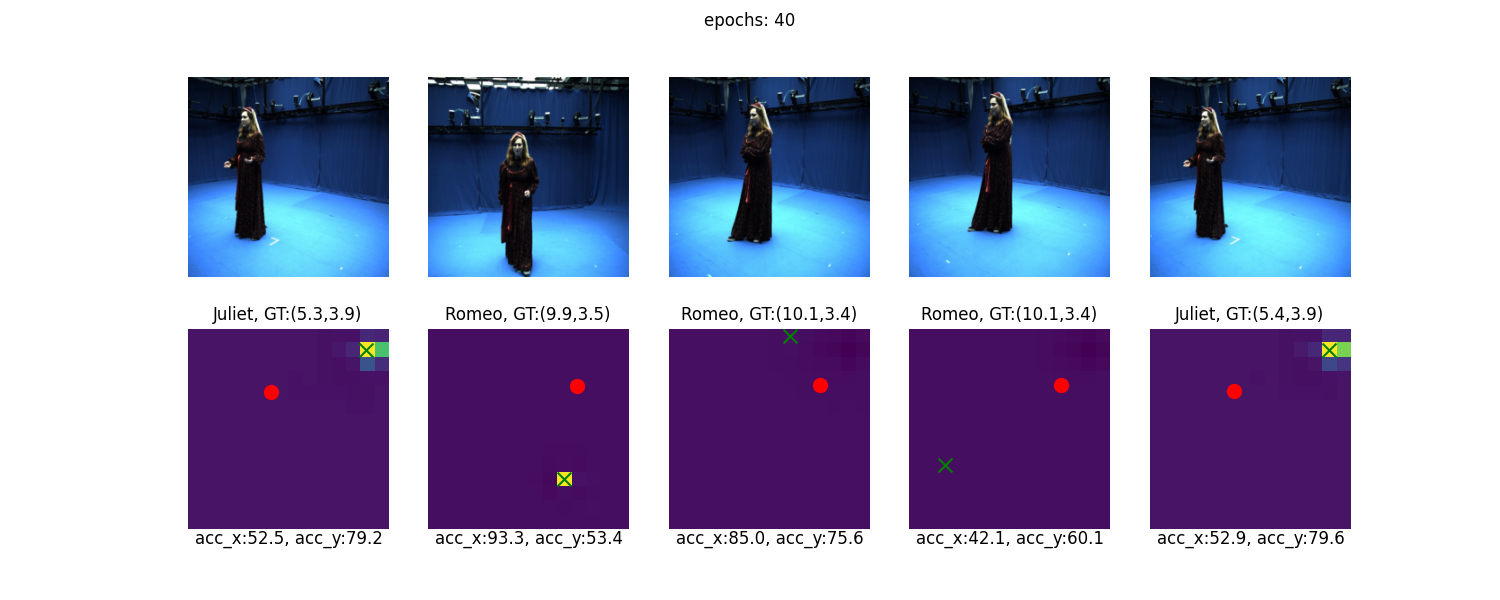 epochs: 40
Juliet, GT:(5.3,3.9)
Romeo, GT:(9.9,3.5)
Romeo, GT:(10.1,3.4)
Romeo, GT:(10.1,3.4)
Juliet, GT:(5.4,3.9)
acc_x:52.5, acc_y:79.2
acc_x:93.3, acc_y:53.4
acc_x:85.0, acc_y:75.6
acc_x:42.1, acc_y:60.1
acc_x:52.9, acc_y:79.6